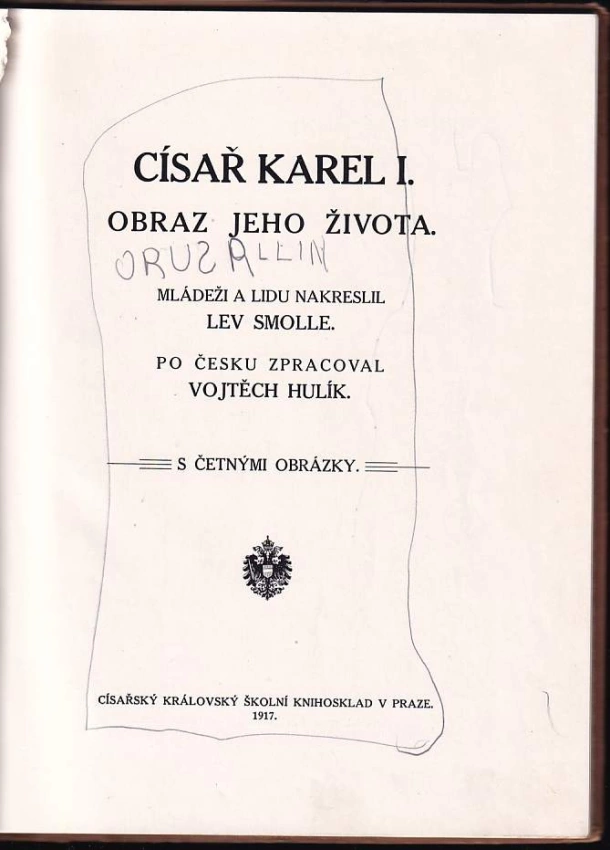 CÍSAŘ KAREL I.
OBRAZ JEHO ŽIVOTA.
MLÁDEŽI A LIDU NAKRESLIL
LEV SMOLLE.
PO ČESKU ZPRACOVAL
VOJTĚCH HULÍK.
S ČETNÝMI OBRÁZKY.
CÍSAŘSKÝ KRÁLOVSKÝ ŠKOLNÍ KNIHOSKLAD V PRAZE.
1917.